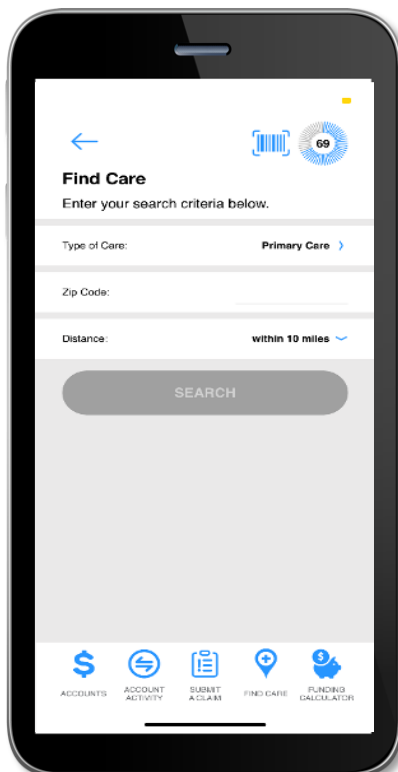 69
Find Care
Enter your search criteria below.
Type of Care: Primary Care
Zip Code:
Distance: within 10 miles
SEARCH
$
ACCOUNTS ACCOUNT SUBMIT FIND CARE FUNDING
ACTIVITY A CLAIM CALCULATOR